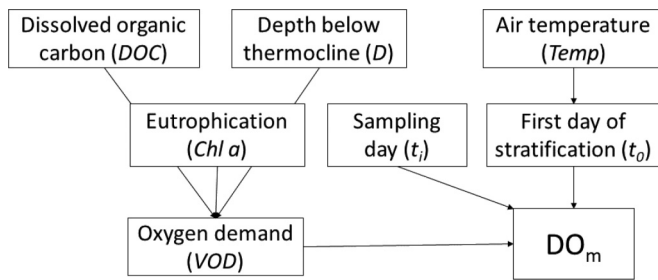 Dissolved organic
carbon (DOC)
Depth below
thermocline (D)
Air temperature
(Temp)
Eutrophication
(Chl a)
Sampling
day (tᵢ)
First day of
stratification (t₀)
Oxygen demand
(VOD)
DOₘ